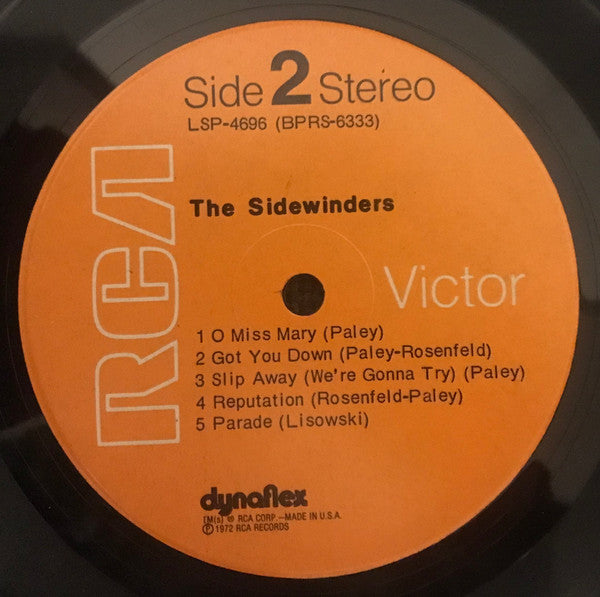 Side 2 Stereo
LSP-4696 (BPRS-6333)
The Sidewinders
RCA
Victor
1 O Miss Mary (Paley)
2 Got You Down (Paley-Rosenfeld)
3 Slip Away (We're Gonna Try) (Paley)
4 Reputation (Rosenfeld-Paley)
5 Parade (Lisowski)
dynaflex
TM(s) ® RCA CORP.—MADE IN U.S.A.
Ⓟ 1972 RCA RECORDS